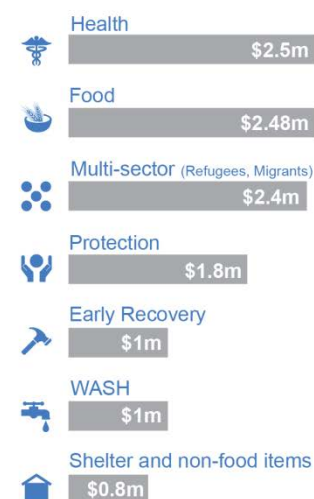 Health
$2.5m
Food
$2.48m
Multi-sector (Refugees, Migrants)
$2.4m
Protection
$1.8m
Early Recovery
$1m
WASH
$1m
Shelter and non-food items
$0.8m